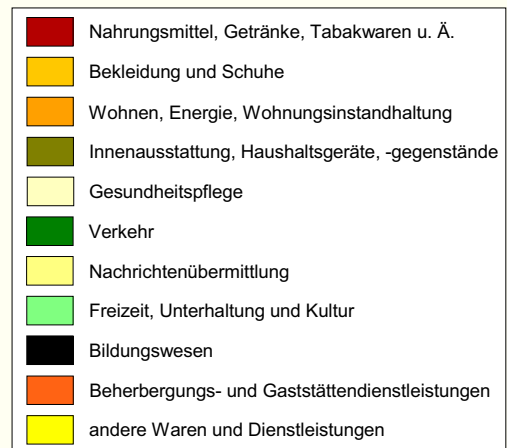 Nahrungsmittel, Getränke, Tabakwaren u. Ä.
Bekleidung und Schuhe
Wohnen, Energie, Wohnungsinstandhaltung
Innenausstattung, Haushaltsgeräte, -gegenstände
Gesundheitspflege
Verkehr
Nachrichtenübermittlung
Freizeit, Unterhaltung und Kultur
Bildungswesen
Beherbergungs- und Gaststättendienstleistungen
andere Waren und Dienstleistungen